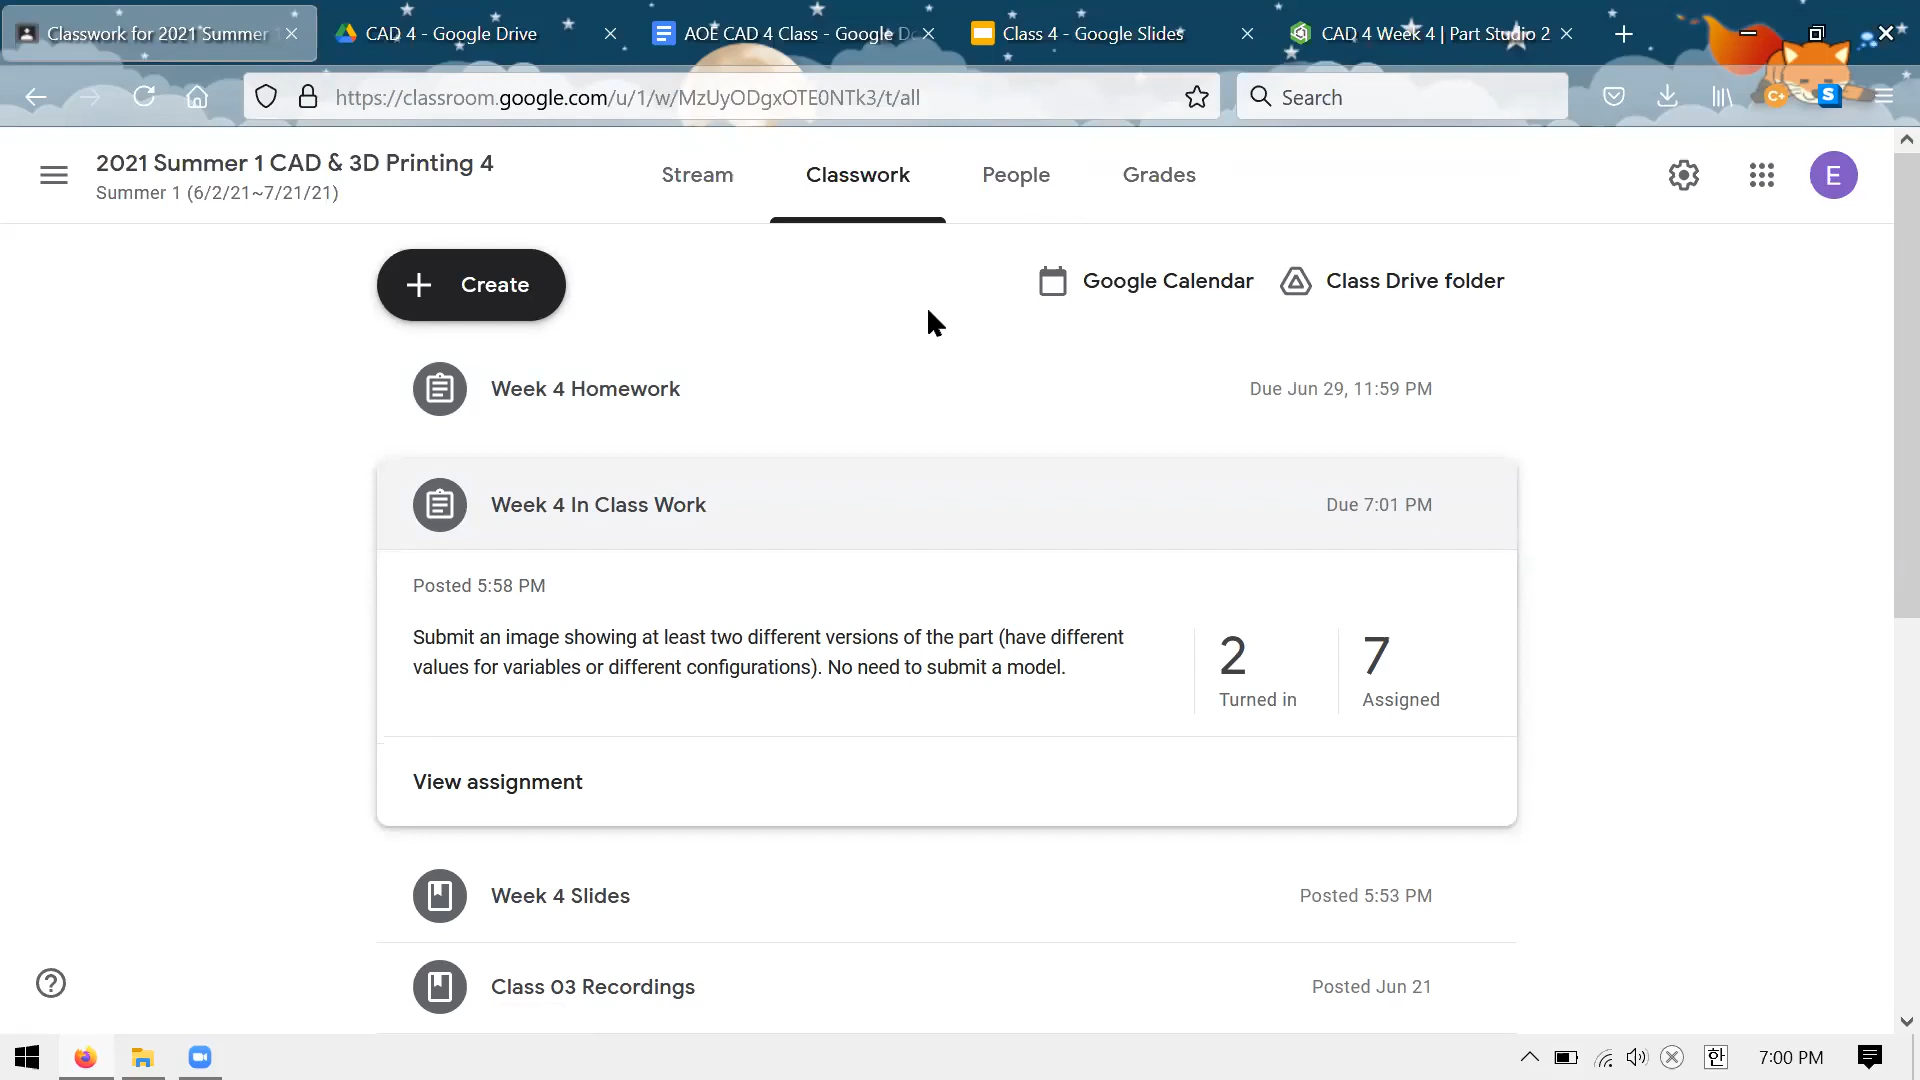 Classwork for 2021 Summer 1
CAD 4 - Google Drive
AOE CAD 4 Class - Google Do
Class 4 - Google Slides
CAD 4 Week 4 | Part Studio 2
https://classroom.google.com/u/1/w/MzUyODgxOTE0NTk3/t/all
Search
2021 Summer 1 CAD & 3D Printing 4
Summer 1 (6/2/21~7/21/21)
Stream
Classwork
People
Grades
E
Create
Google Calendar
Class Drive folder
Week 4 Homework
Due Jun 29, 11:59 PM
Week 4 In Class Work
Due 7:01 PM
Posted 5:58 PM
Submit an image showing at least two different versions of the part (have different
values for variables or different configurations). No need to submit a model.
2
Turned in
7
Assigned
View assignment
Week 4 Slides
Posted 5:53 PM
Class 03 Recordings
Posted Jun 21
한
7:00 PM